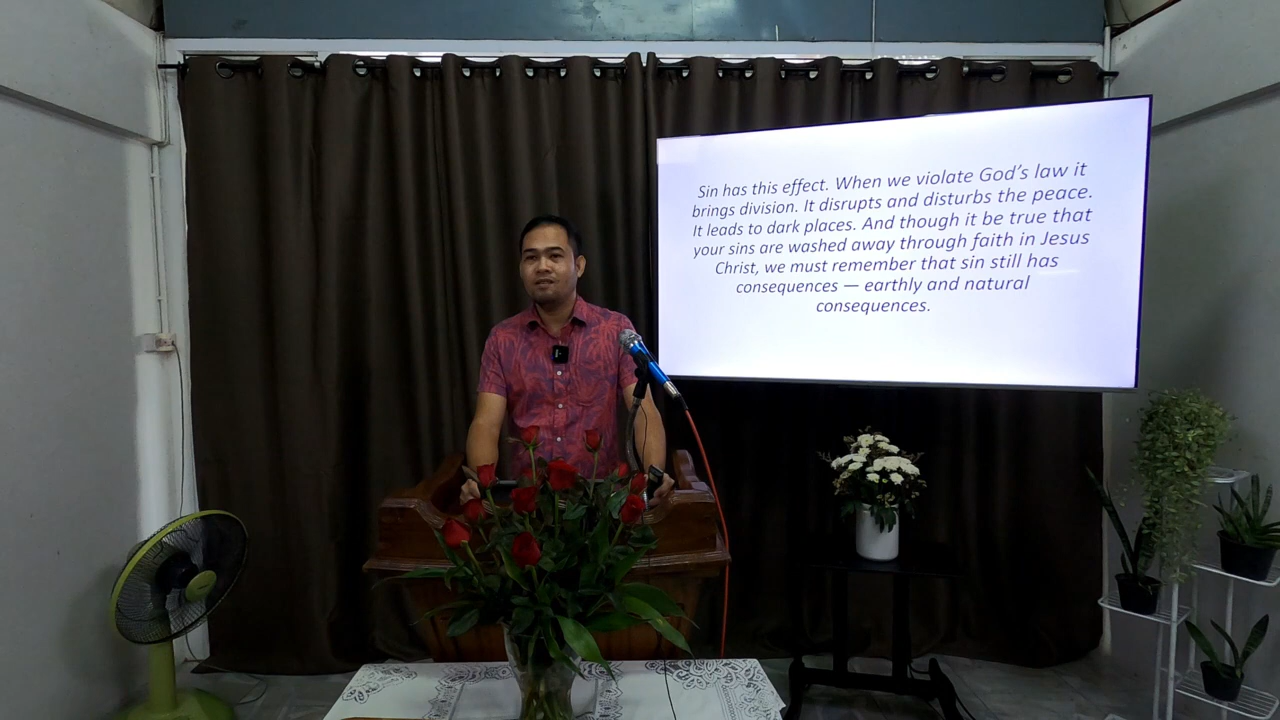 Sin has this effect. When we violate God's law it
brings division. It disrupts and disturbs the peace.
It leads to dark places. And though it be true that
your sins are washed away through faith in Jesus
Christ, we must remember that sin still has
consequences — earthly and natural
consequences.